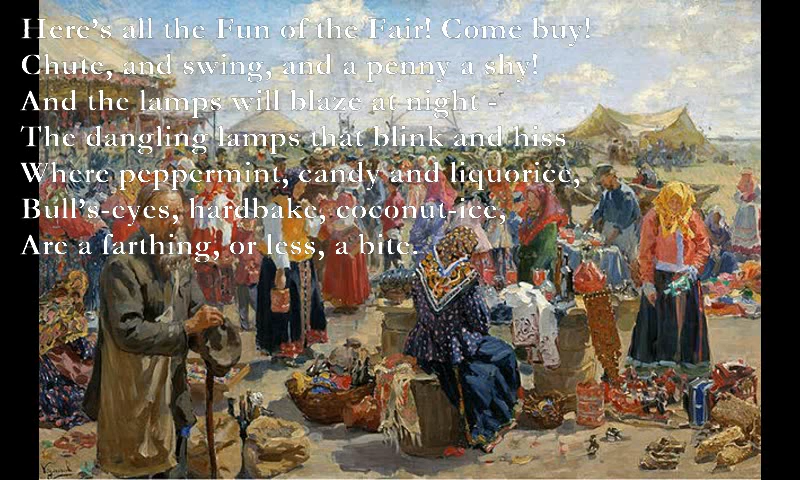 Here's all the Fun of the Fair! Come buy!
Chute, and swing, and a penny a shy!
And the lamps will blaze at night -
The dangling lamps that blink and hiss
Where peppermint, candy and liquorice,
Bull's-eyes, hardbake, coconut-ice,
Are a farthing, or less, a bite.